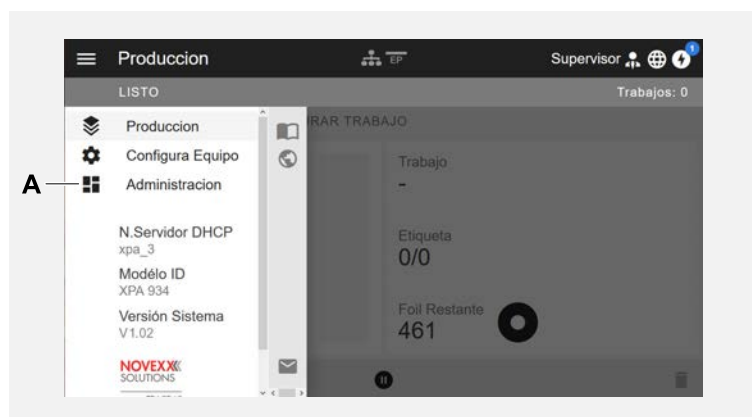 Produccion
EP
Supervisor
1
LISTO
Trabajos: 0
Produccion
RAR TRABAJO
Configura Equipo
Trabajo
A
Administracion
-
N.Servidor DHCP
xpa_3
Etiqueta
Modélo ID
0/0
XPA 934
Versión Sistema
Foil Restante
V 1.02
461
NOVEXX
SOLUTIONS